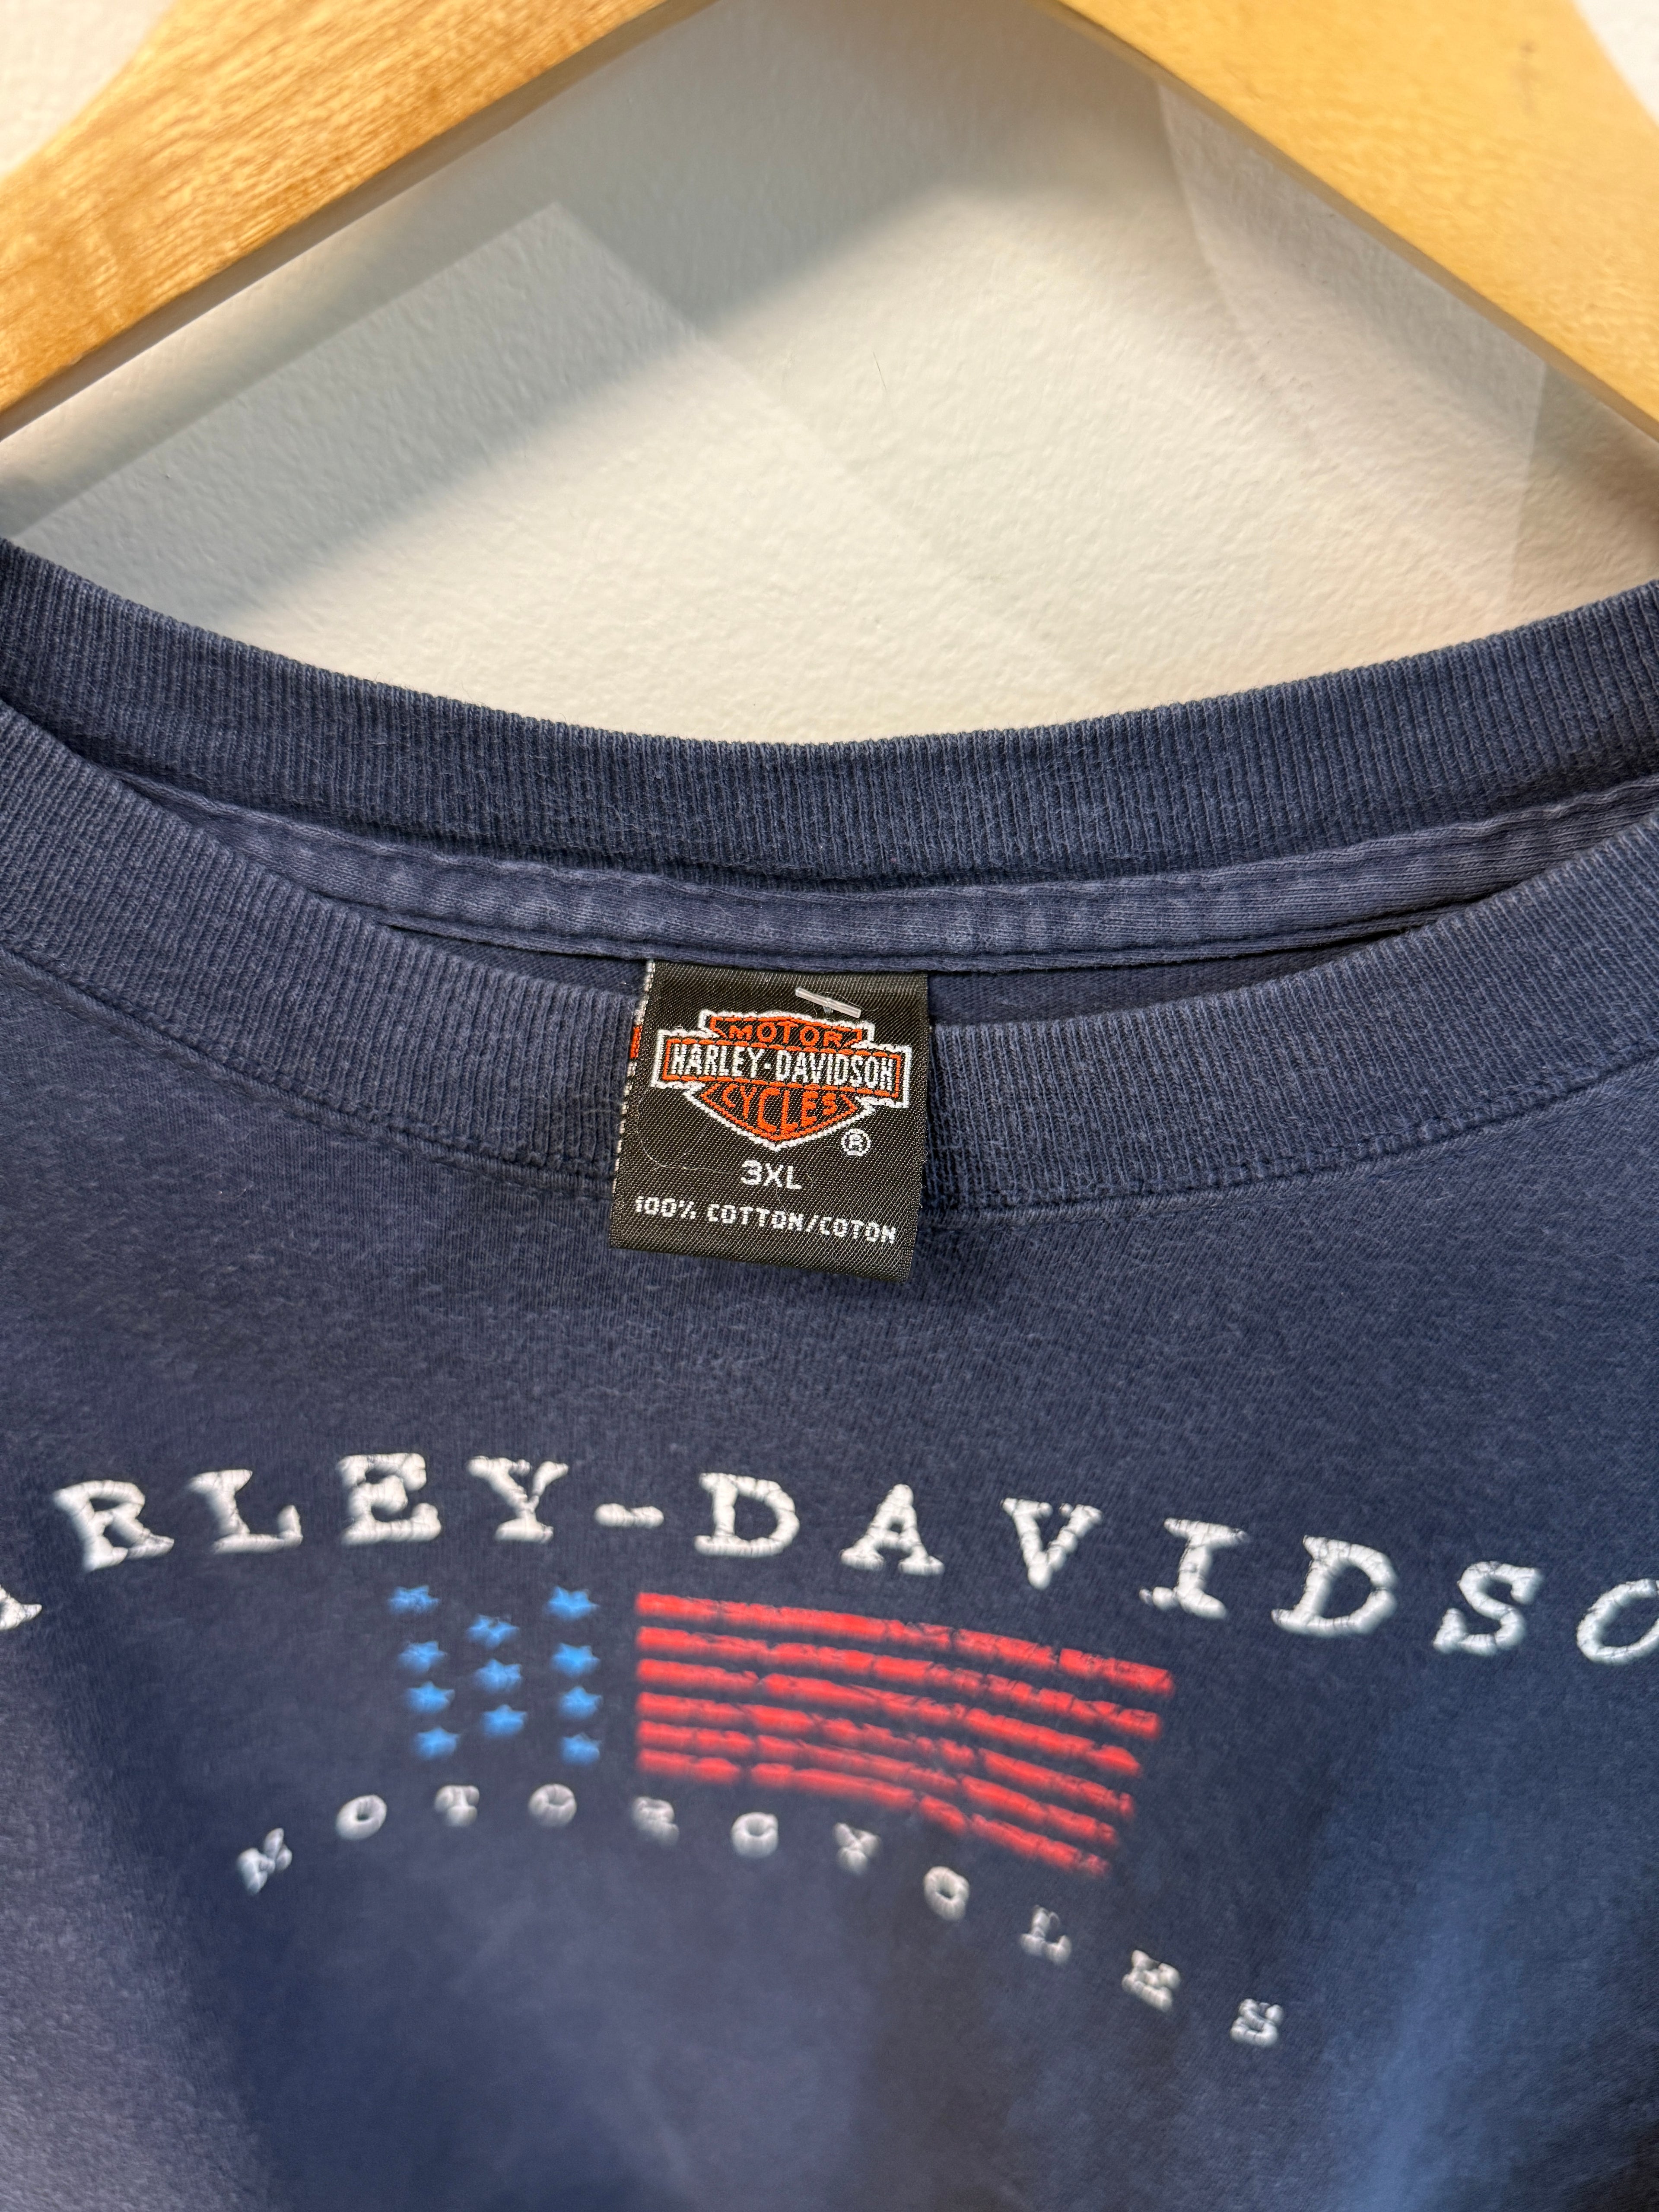 MOTOR
HARLEY-DAVIDSON
CYCLES
®
3XL
100% COTTON/COTON
ARLEY-DAVIDSO
MOTORCYCLES